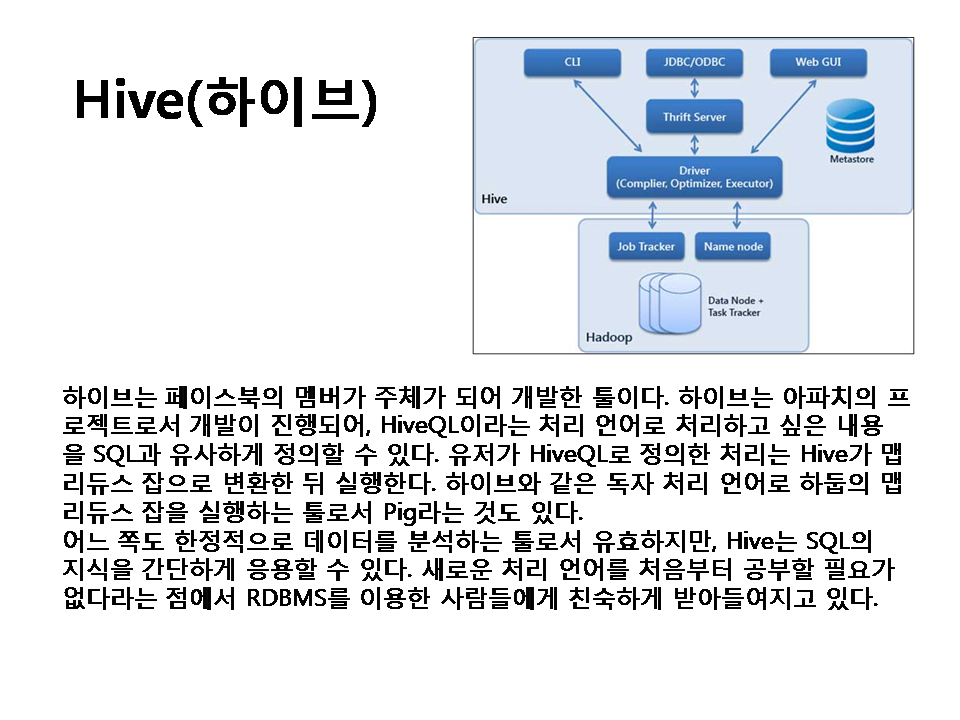 Hive(하이브)
CLI
JDBC/ODBC
Web GUI
Thrift Server
Metastore
Driver
(Complier, Optimizer, Executor)
Hive
Job Tracker
Name node
Data Node +
Task Tracker
Hadoop
하이브는 페이스북의 멤버가 주체가 되어 개발한 툴이다. 하이브는 아파치의 프
로젝트로서 개발이 진행되어, HiveQL이라는 처리 언어로 처리하고 싶은 내용
을 SQL과 유사하게 정의할 수 있다. 유저가 HiveQL로 정의한 처리는 Hive가 맵
리듀스 잡으로 변환한 뒤 실행한다. 하이브와 같은 독자 처리 언어로 하둡의 맵
리듀스 잡을 실행하는 툴로서 Pig라는 것도 있다.
어느 쪽도 한정적으로 데이터를 분석하는 툴로서 유효하지만, Hive는 SQL의
지식을 간단하게 응용할 수 있다. 새로운 처리 언어를 처음부터 공부할 필요가
없다라는 점에서 RDBMS를 이용한 사람들에게 친숙하게 받아들여지고 있다.